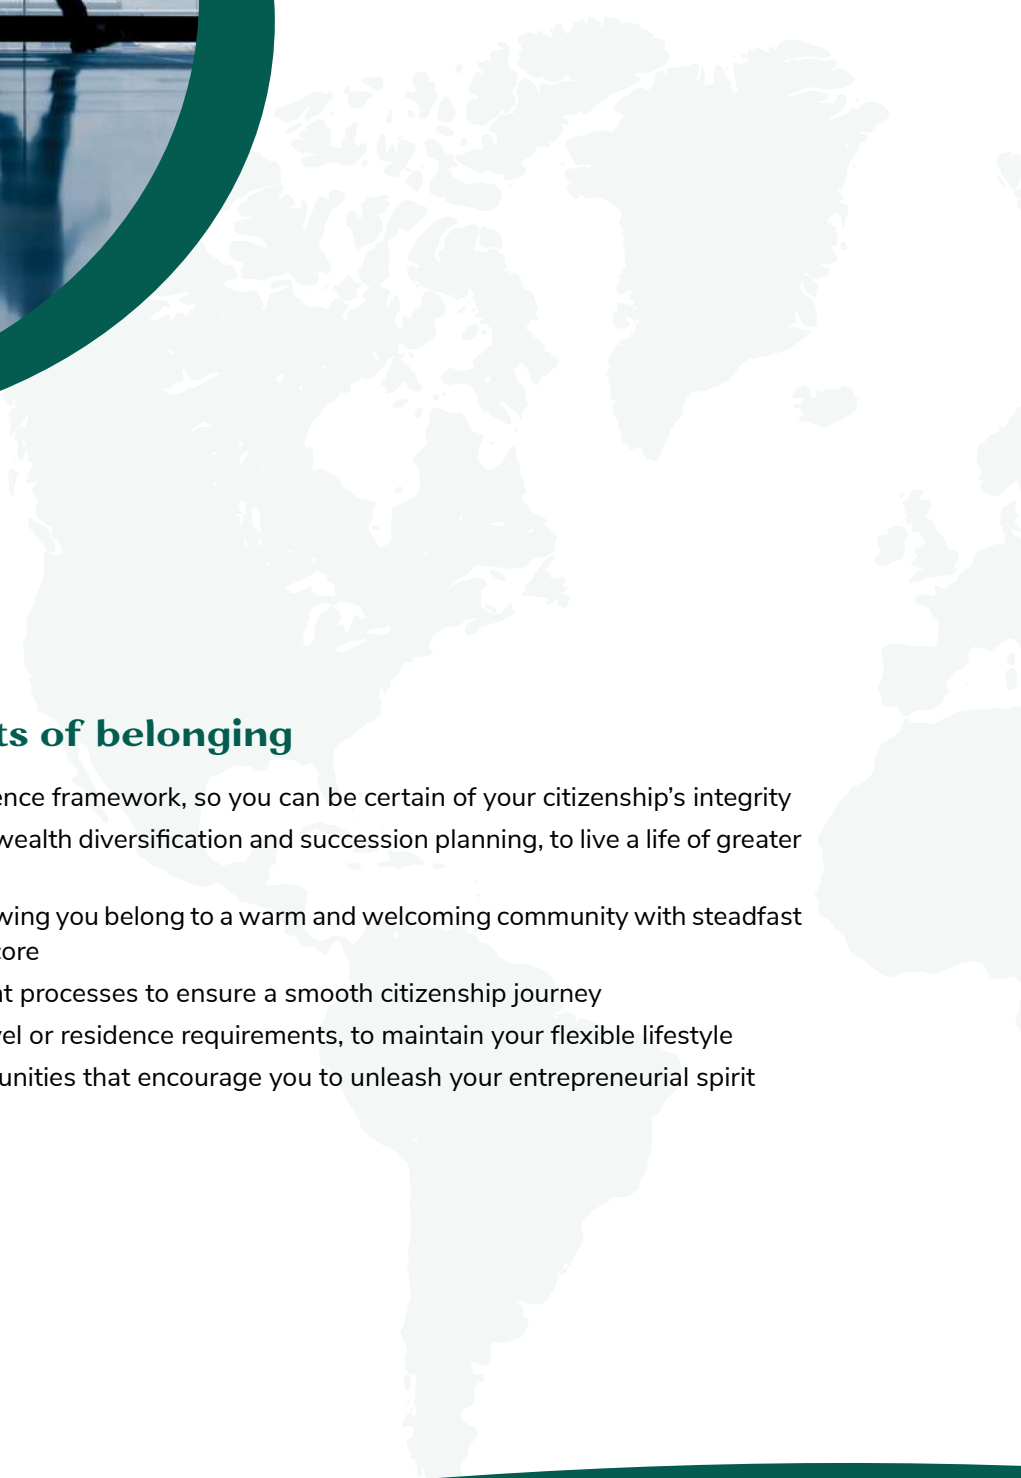 ts of belonging
ence framework, so you can be certain of your citizenship’s integrity
wealth diversification and succession planning, to live a life of greater
wing you belong to a warm and welcoming community with steadfast
core
nt processes to ensure a smooth citizenship journey
vel or residence requirements, to maintain your flexible lifestyle
unities that encourage you to unleash your entrepreneurial spirit